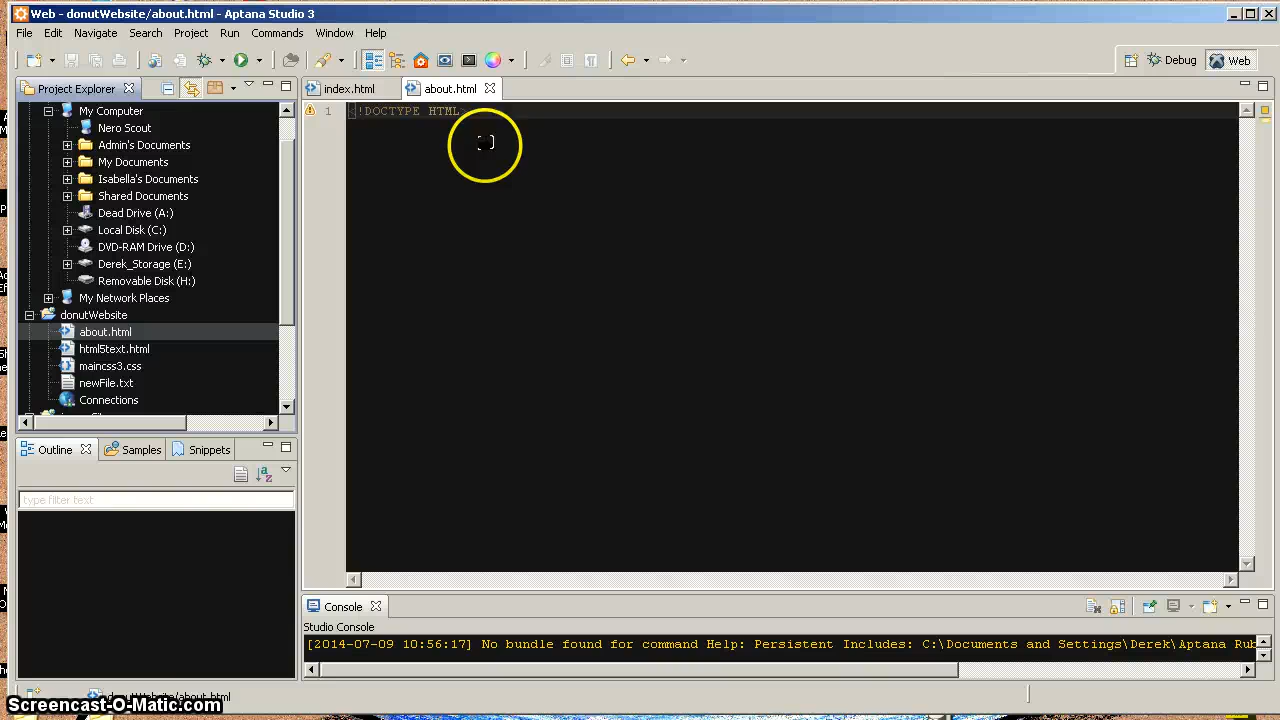 Web - donutWebsite/about.html - Aptana Studio 3
File Edit Navigate Search Project Run Commands Window Help
Debug Web
Project Explorer
index.html about.html
My Computer
Nero Scout
Admin's Documents
My Documents
Isabella's Documents
Shared Documents
Dead Drive (A:)
Local Disk (C:)
DVD-RAM Drive (D:)
Derek_Storage (E:)
Removable Disk (H:)
My Network Places
donutWebsite
about.html
html5text.html
maincss3.css
newFile.txt
Connections
1 <!DOCTYPE HTML>
Outline Samples Snippets
type filter text
Console
Studio Console
[2014-07-09 10:56:17] No bundle found for command Help: Persistent Includes: C:\Documents and Settings\Derek\Aptana Rub
donutWebsite/about.html
Screencast-O-Matic.com